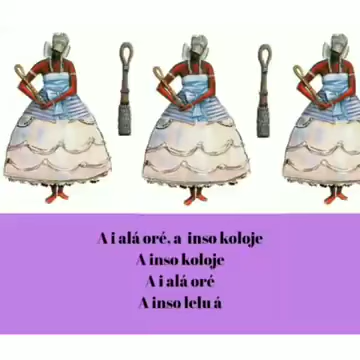 A i alá oré, a inso koloje
A inso koloje
A i alá oré
A inso lelu á